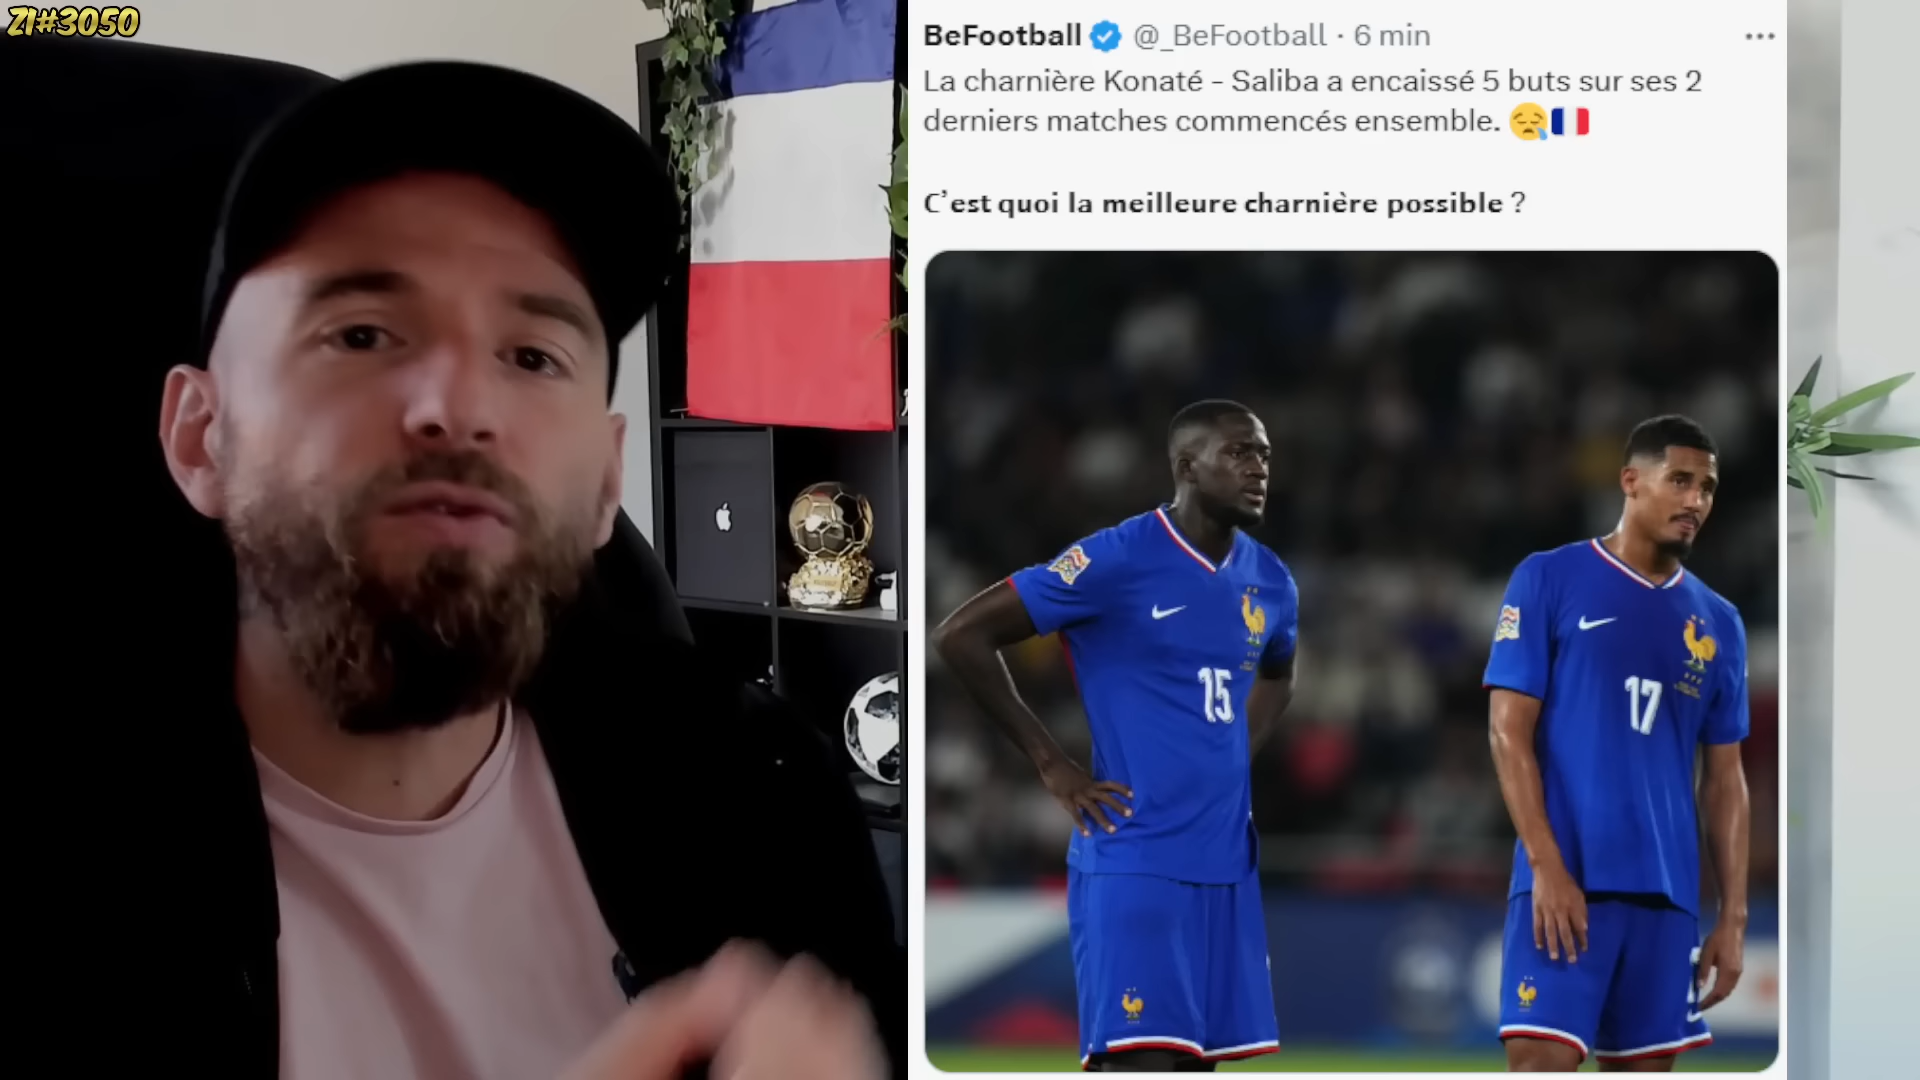 ZI#3050
BeFootball @_BeFootball · 6 min
La charnière Konaté - Saliba a encaissé 5 buts sur ses 2
derniers matches commencés ensemble. 😪🇫🇷
C’est quoi la meilleure charnière possible ?
15
17